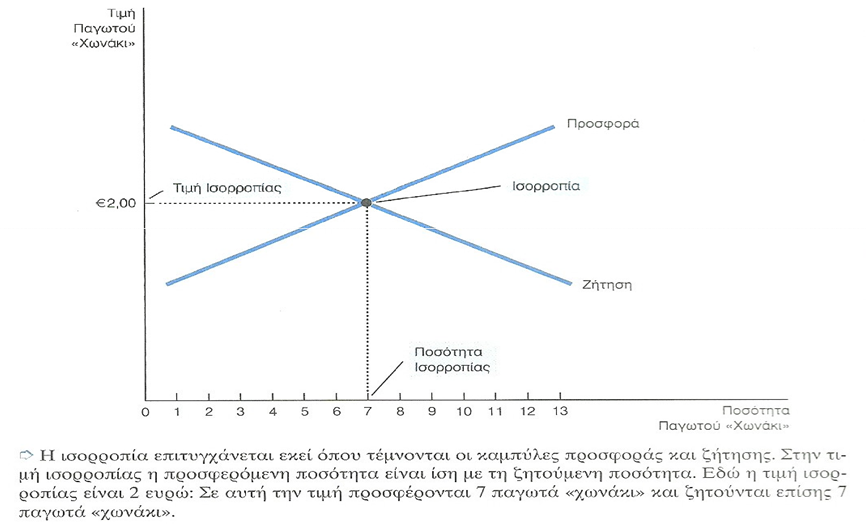 Τιμή
Παγωτού
«Χωνάκι»
Προσφορά
Τιμή Ισορροπίας
Ισορροπία
€2,00
Ζήτηση
Ποσότητα
Ισορροπίας
0 1 2 3 4 5 6 7 8 9 10 11 12 13
Ποσότητα
Παγωτού «Χωνάκι»
➪ Η ισορροπία επιτυγχάνεται εκεί όπου τέμνονται οι καμπύλες προσφοράς και ζήτησης. Στην τι-
μή ισορροπίας η προσφερόμενη ποσότητα είναι ίση με τη ζητούμενη ποσότητα. Εδώ η τιμή ισορ-
ροπίας είναι 2 ευρώ: Σε αυτή την τιμή προσφέρονται 7 παγωτά «χωνάκι» και ζητούνται επίσης 7
παγωτά «χωνάκι».